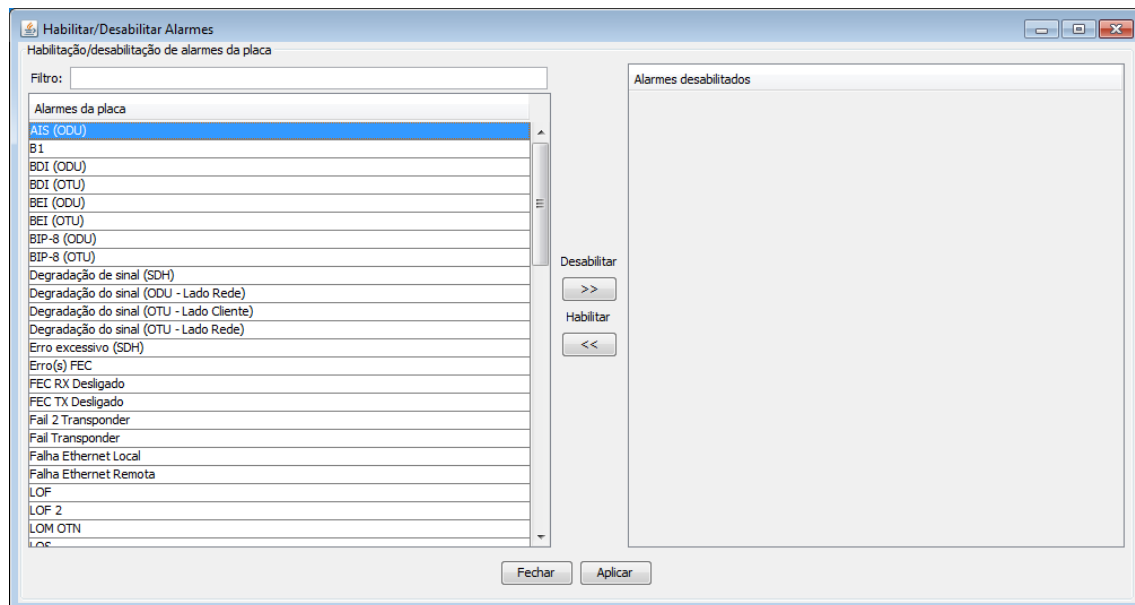 Habilitar/Desabilitar Alarmes
Habilitação/desabilitação de alarmes da placa
Filtro:
Alarmes da placa
AIS (ODU)
B1
BDI (ODU)
BDI (OTU)
BEI (ODU)
BEI (OTU)
BIP-8 (ODU)
BIP-8 (OTU)
Degradação de sinal (SDH)
Degradação do sinal (ODU - Lado Rede)
Degradação do sinal (OTU - Lado Cliente)
Degradação do sinal (OTU - Lado Rede)
Erro excessivo (SDH)
Erro(s) FEC
FEC RX Desligado
FEC TX Desligado
Fail 2 Transponder
Fail Transponder
Falha Ethernet Local
Falha Ethernet Remota
LOF
LOF 2
LOM OTN
LOS
Desabilitar
>>
Habilitar
<<
Alarmes desabilitados
Fechar
Aplicar